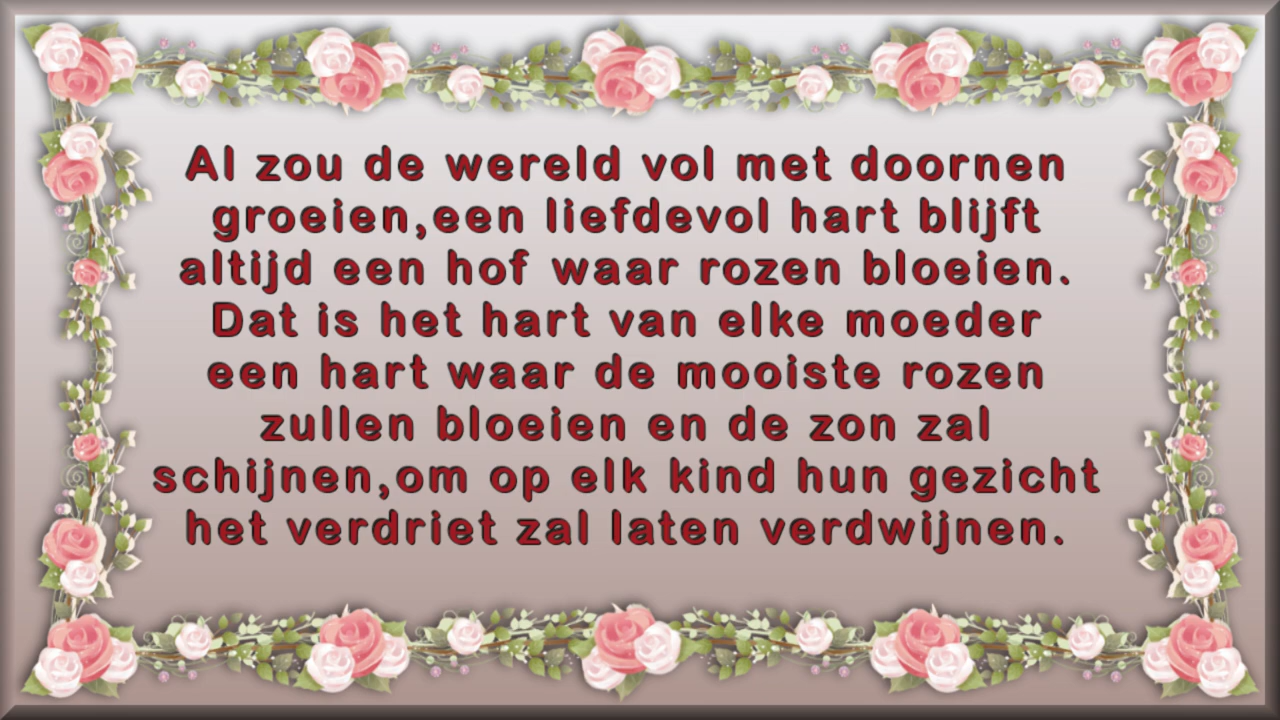 Al zou de wereld vol met doornen
groeien,een liefdevol hart blijft
altijd een hof waar rozen bloeien.
Dat is het hart van elke moeder
een hart waar de mooiste rozen
zullen bloeien en de zon zal
schijnen,om op elk kind hun gezicht
het verdriet zal laten verdwijnen.